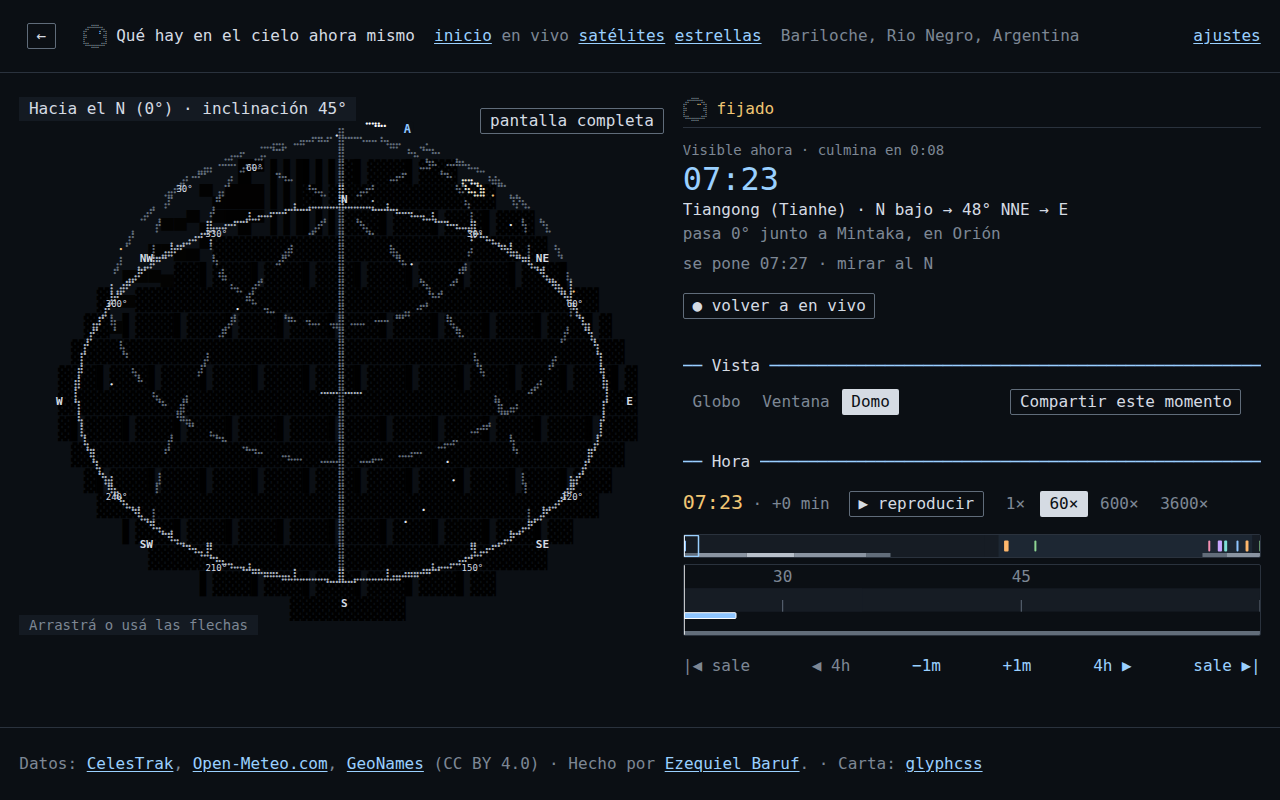 ← Qué hay en el cielo ahora mismo inicio en vivo satélites estrellas Bariloche, Rio Negro, Argentina ajustes
Hacia el N (0°) · inclinación 45°
pantalla completa
A
60°
30°
N
330°
30°
NW
NE
300°
60°
W
E
240°
120°
SW
SE
210°
150°
S
Arrastrá o usá las flechas
fijado
Visible ahora · culmina en 0:08
07:23
Tiangong (Tianhe) · N bajo → 48° NNE → E
pasa 0° junto a Mintaka, en Orión
se pone 07:27 · mirar al N
● volver a en vivo
Vista
Globo Ventana Domo Compartir este momento
Hora
07:23 · +0 min ▶ reproducir 1× 60× 600× 3600×
30 45
|◀ sale ◀ 4h −1m +1m 4h ▶ sale ▶|
Datos: CelesTrak, Open-Meteo.com, GeoNames (CC BY 4.0) · Hecho por Ezequiel Baruf. · Carta: glyphcss